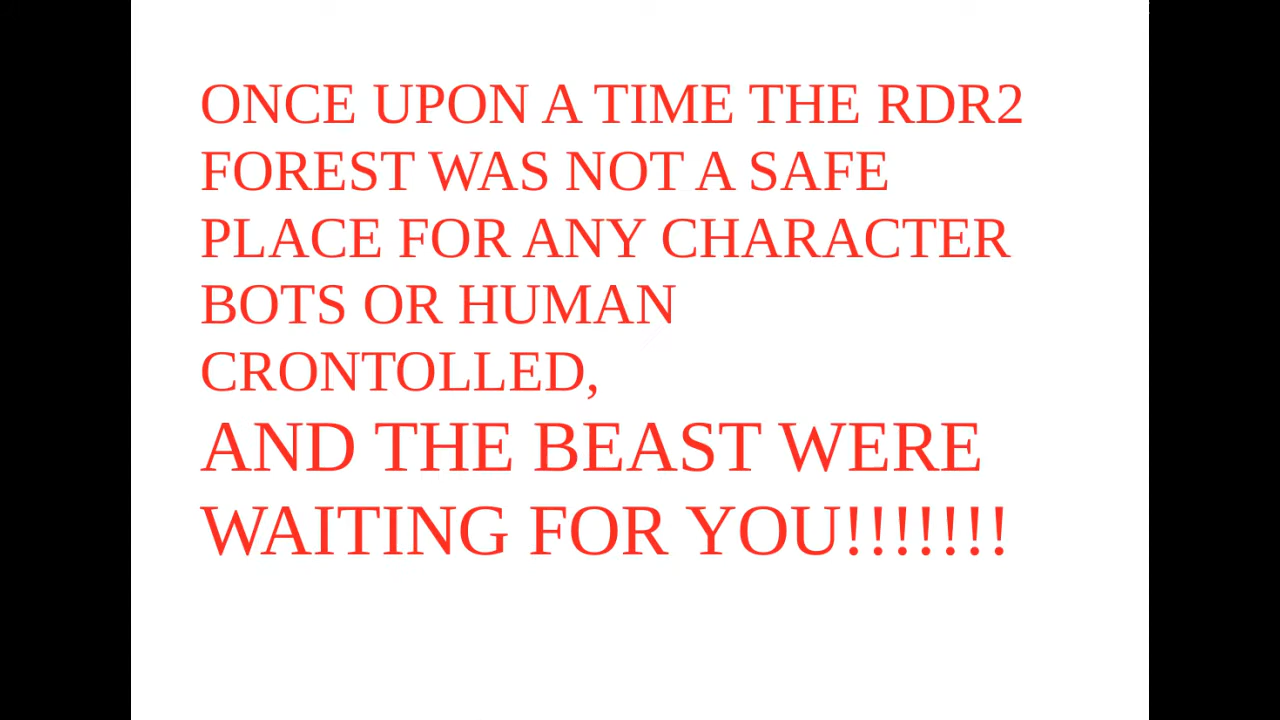 ONCE UPON A TIME THE RDR2
FOREST WAS NOT A SAFE
PLACE FOR ANY CHARACTER
BOTS OR HUMAN
CRONTOLLED,
AND THE BEAST WERE
WAITING FOR YOU!!!!!!!